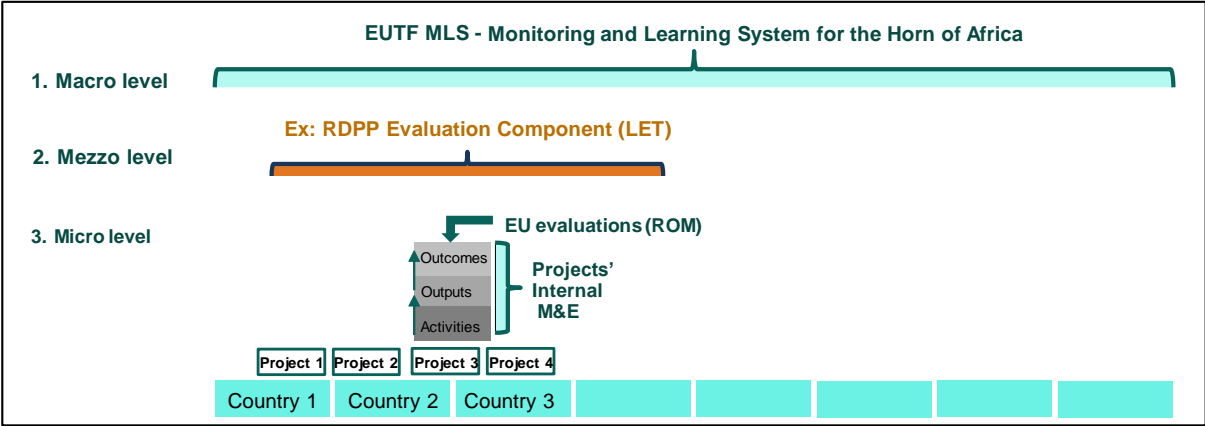 EUTF MLS - Monitoring and Learning System for the Horn of Africa
1. Macro level
Ex: RDPP Evaluation Component (LET)
2. Mezzo level
3. Micro level
EU evaluations (ROM)
Outcomes
Outputs
Activities
Projects’
Internal
M&E
Project 1
Project 2
Project 3
Project 4
Country 1
Country 2
Country 3